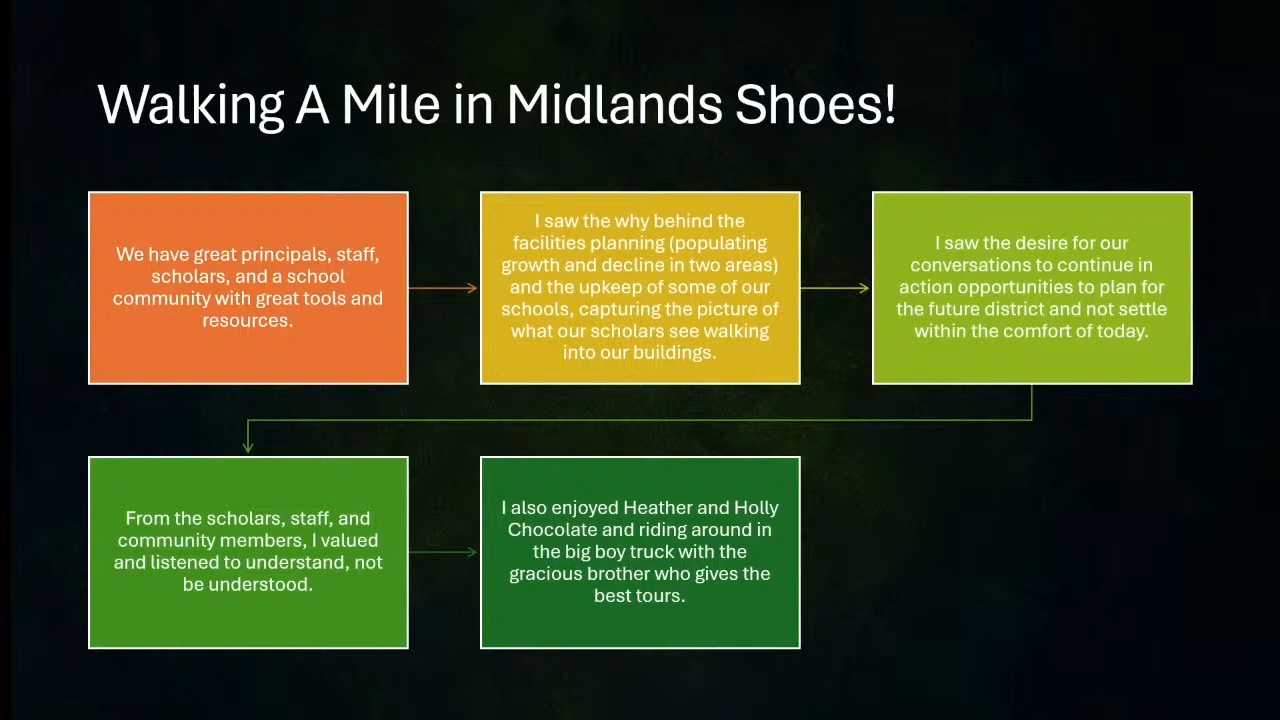 Walking A Mile in Midlands Shoes!
We have great principals, staff,
scholars, and a school
community with great tools and
resources.
I saw the why behind the
facilities planning (populating
growth and decline in two areas)
and the upkeep of some of our
schools, capturing the picture of
what our scholars see walking
into our buildings.
I saw the desire for our
conversations to continue in
action opportunities to plan for
the future district and not settle
within the comfort of today.
From the scholars, staff, and
community members, I valued
and listened to understand, not
be understood.
I also enjoyed Heather and Holly
Chocolate and riding around in
the big boy truck with the
gracious brother who gives the
best tours.